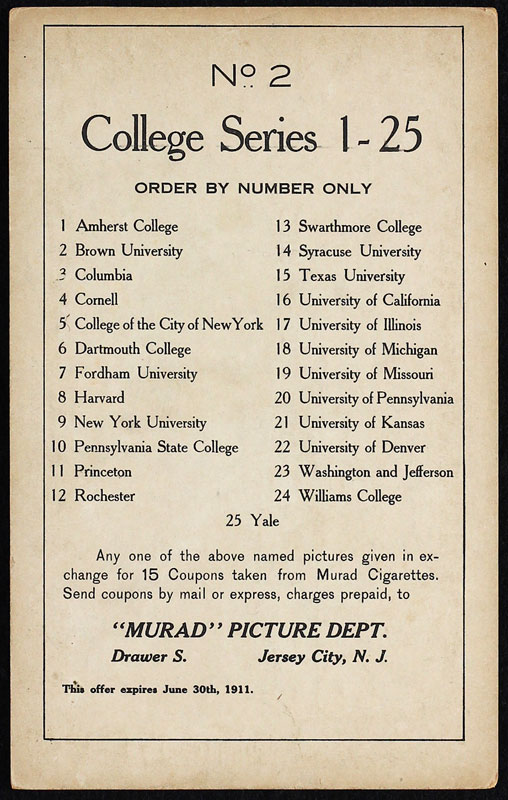 Nº 2
College Series 1-25
ORDER BY NUMBER ONLY
1 Amherst College
2 Brown University
3 Columbia
4 Cornell
5 College of the City of New York
6 Dartmouth College
7 Fordham University
8 Harvard
9 New York University
10 Pennsylvania State College
11 Princeton
12 Rochester
13 Swarthmore College
14 Syracuse University
15 Texas University
16 University of California
17 University of Illinois
18 University of Michigan
19 University of Missouri
20 University of Pennsylvania
21 University of Kansas
22 University of Denver
23 Washington and Jefferson
24 Williams College
25 Yale
Any one of the above named pictures given in ex-
change for 15 Coupons taken from Murad Cigarettes.
Send coupons by mail or express, charges prepaid, to
"MURAD" PICTURE DEPT.
Drawer S. Jersey City, N. J.
This offer expires June 30th, 1911.